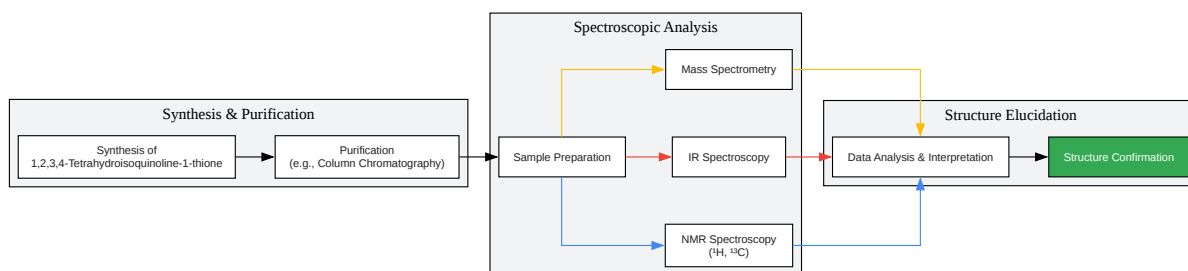 Synthesis & Purification
Synthesis of
1,2,3,4-Tetrahydroisoquinoline-1-thione
Purification
(e.g., Column Chromatography)
Spectroscopic Analysis
Sample Preparation
Mass Spectrometry
IR Spectroscopy
NMR Spectroscopy
(¹H, ¹³C)
Structure Elucidation
Data Analysis & Interpretation
Structure Confirmation